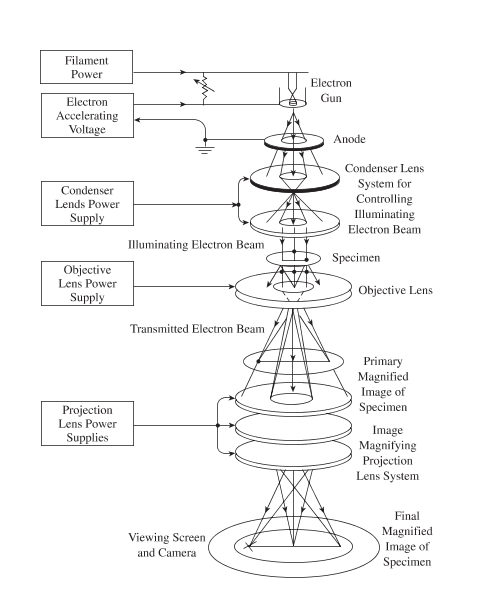 Filament
Power
Electron
Gun
Electron
Accelerating
Voltage
Anode
Condenser Lens
System for
Controlling
Illuminating
Electron Beam
Condenser
Lends Power
Supply
Illuminating Electron Beam
Specimen
Objective
Lens Power
Supply
Objective Lens
Transmitted Electron Beam
Primary
Magnified
Image of
Specimen
Projection
Lens Power
Supplies
Image
Magnifying
Projection
Lens System
Viewing Screen
and Camera
Final
Magnified
Image of
Specimen